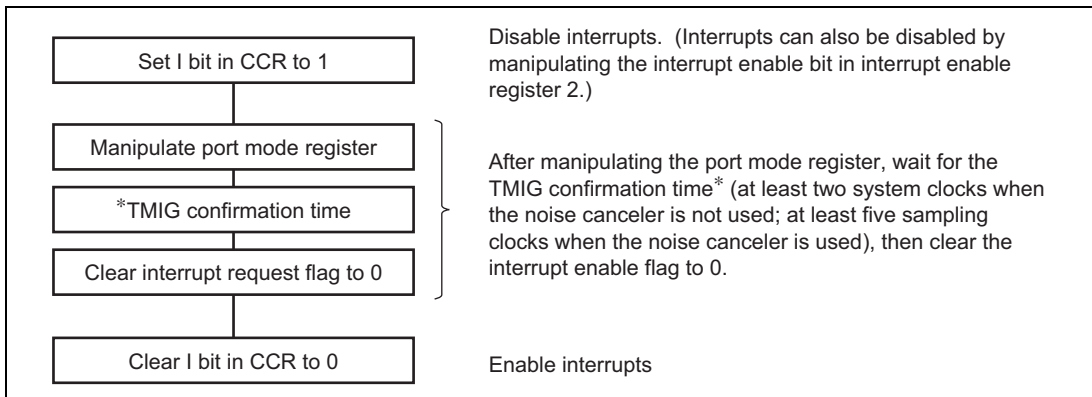 Set I bit in CCR to 1
Disable interrupts. (Interrupts can also be disabled by
manipulating the interrupt enable bit in interrupt enable
register 2.)
Manipulate port mode register
*TMIG confirmation time
Clear interrupt request flag to 0
After manipulating the port mode register, wait for the
TMIG confirmation time* (at least two system clocks when
the noise canceler is not used; at least five sampling
clocks when the noise canceler is used), then clear the
interrupt enable flag to 0.
Clear I bit in CCR to 0
Enable interrupts